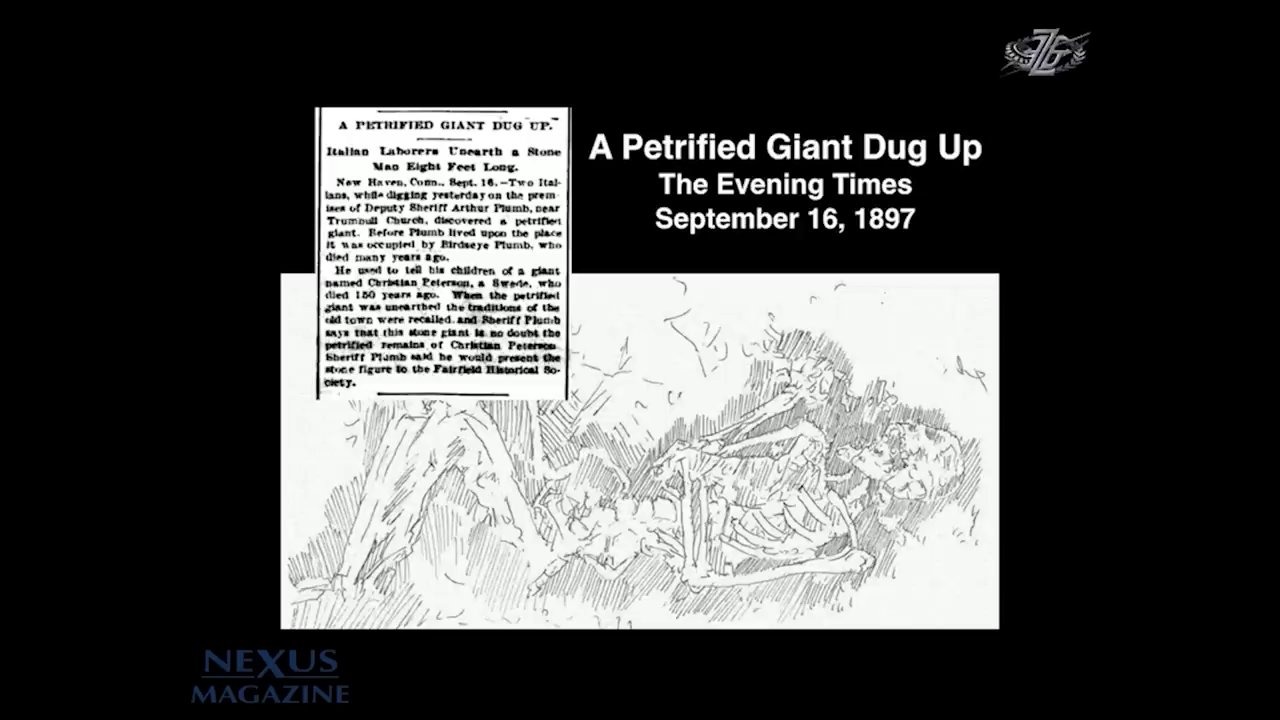 A PETRIFIED GIANT DUG UP.
Italian Laborers Unearth a Stone
Man Eight Feet Long.
New Haven, Conn., Sept. 16.—Two Ital-
ians, while digging yesterday on the prem-
ises of Deputy Sheriff Arthur Plumb, near
Trumbull Church, discovered a petrified
giant. Before Plumb lived upon the place
it was occupied by Birdseye Plumb, who
died many years ago.
He used to tell his children of a giant
named Christian Peterson, a Swede, who
died 150 years ago. When the petrified
giant was unearthed the traditions of the
old town were recalled and Sheriff Plumb
says that this stone giant is no doubt the
petrified remains of Christian Peterson
Sheriff Plumb said he would present the
stone figure to the Fairfield Historical So-
ciety.
A Petrified Giant Dug Up
The Evening Times
September 16, 1897
NEXUS
MAGAZINE